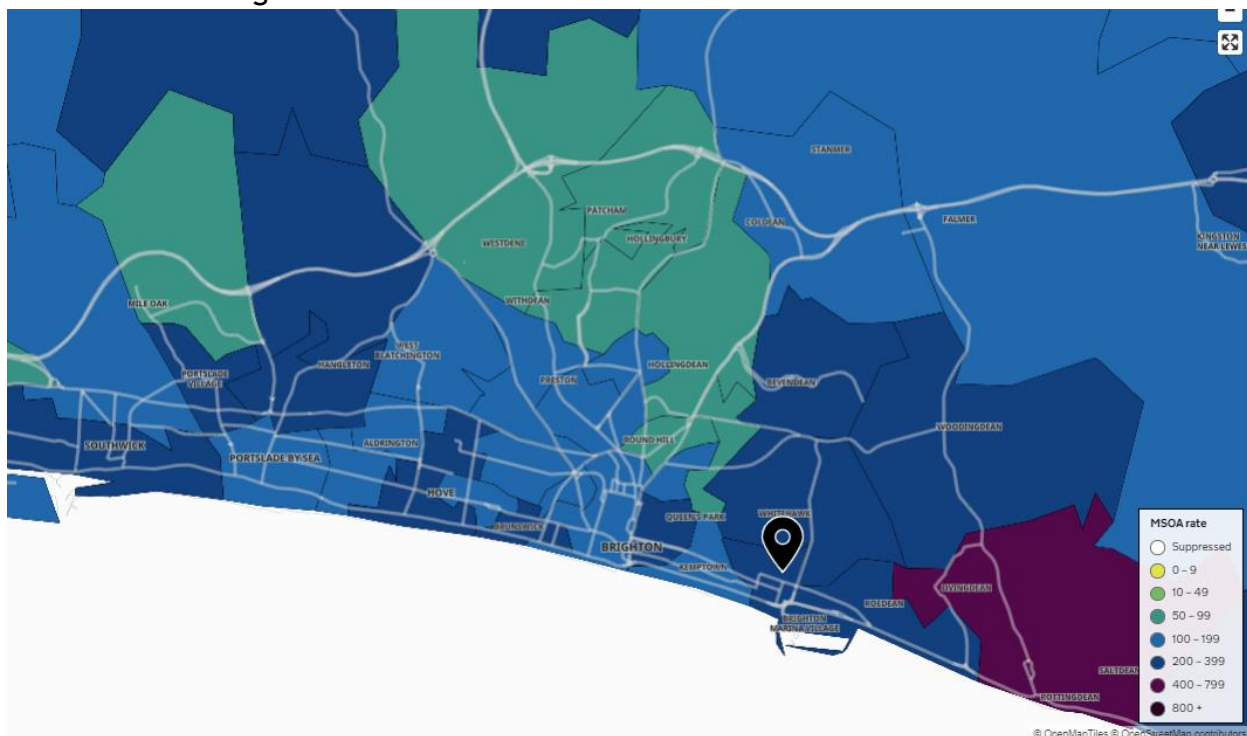 STANMER
PATCHAM
COLDEAN
FALMER
HOLLINGBURY
WESTDENE
KINGSTON
NEAR LEWES
MILE OAK
WITHDEAN
WEST
BLATCHINGTON
HANGLETON
HOLLINGDEAN
PORTSLADE
VILLAGE
PRESTON
BEVENDEAN
WOODINGDEAN
ROUND HILL
SOUTHWICK
ALDRINGTON
PORTSLADE BY SEA
HOVE
QUEEN'S PARK
WHITEHAWK
BRUNSWICK
BRIGHTON
KEMPTOWN
OVINGDEAN
ROEDEAN
BRIGHTON
MARINA VILLAGE
SALTDEAN
ROTTINGDEAN
MSOA rate
Suppressed
0 – 9
10 – 49
50 – 99
100 – 199
200 – 399
400 – 799
800 +
© OpenMapTiles © OpenStreetMap contributors